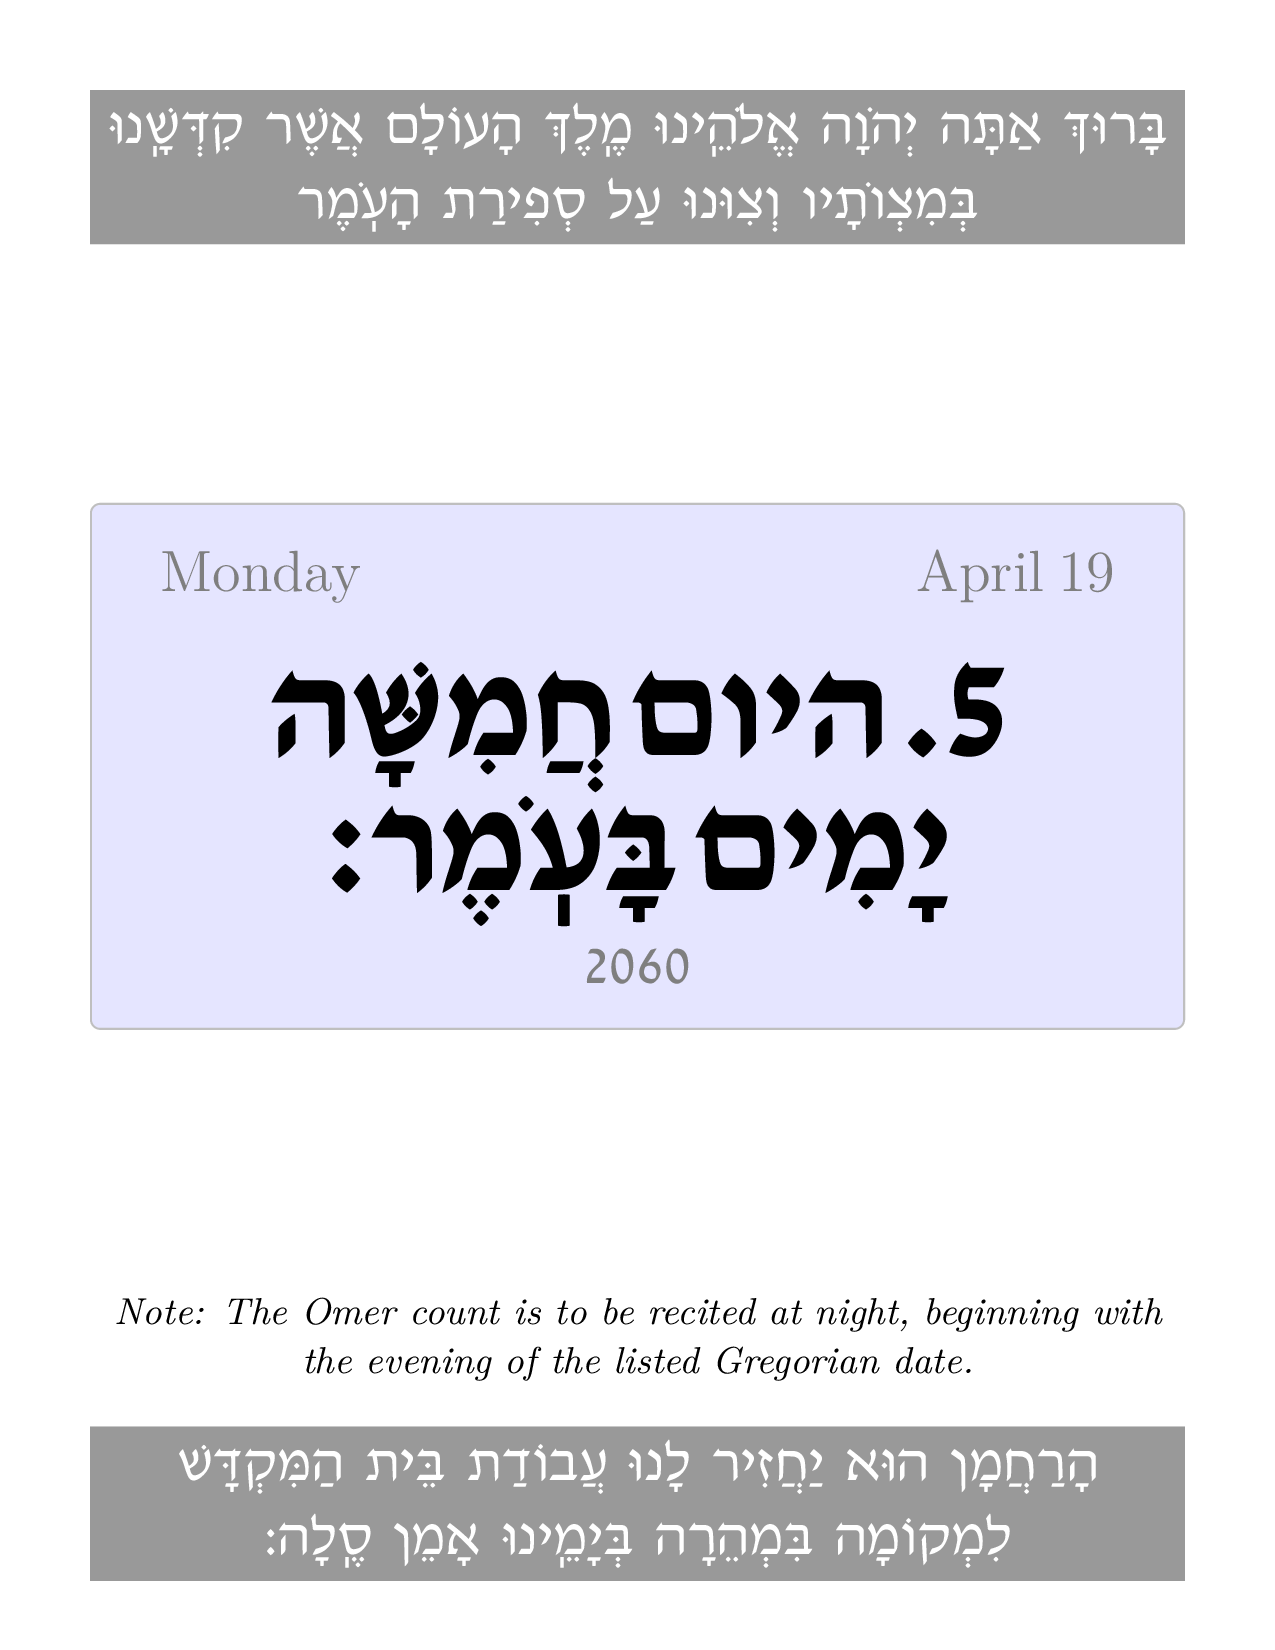 בָּרוּךְ אַתָּה יְהֹוָה אֱלֹהֵֽינוּ מֶֽלֶךְ הָעוֹלָם אֲשֶׁר קִדְּשָֽׁנוּ
בְּמִצְוֹתָיו וְצִוּנוּ עַל סְפִירַת הָעֹֽמֶר
Monday April 19
5. היום חֲמִשָּׁה
יָמִים בָּעֹֽמֶר:
2060
Note: The Omer count is to be recited at night, beginning with
the evening of the listed Gregorian date.
הָרַחֲמָן הוּא יַחֲזִיר לָנוּ עֲבוֹדַת בֵּית הַמִּקְדָּשׁ
לִמְקוֹמָה בִּמְהֵרָה בְּיָמֵֽינוּ אָמֵן סֶֽלָה: